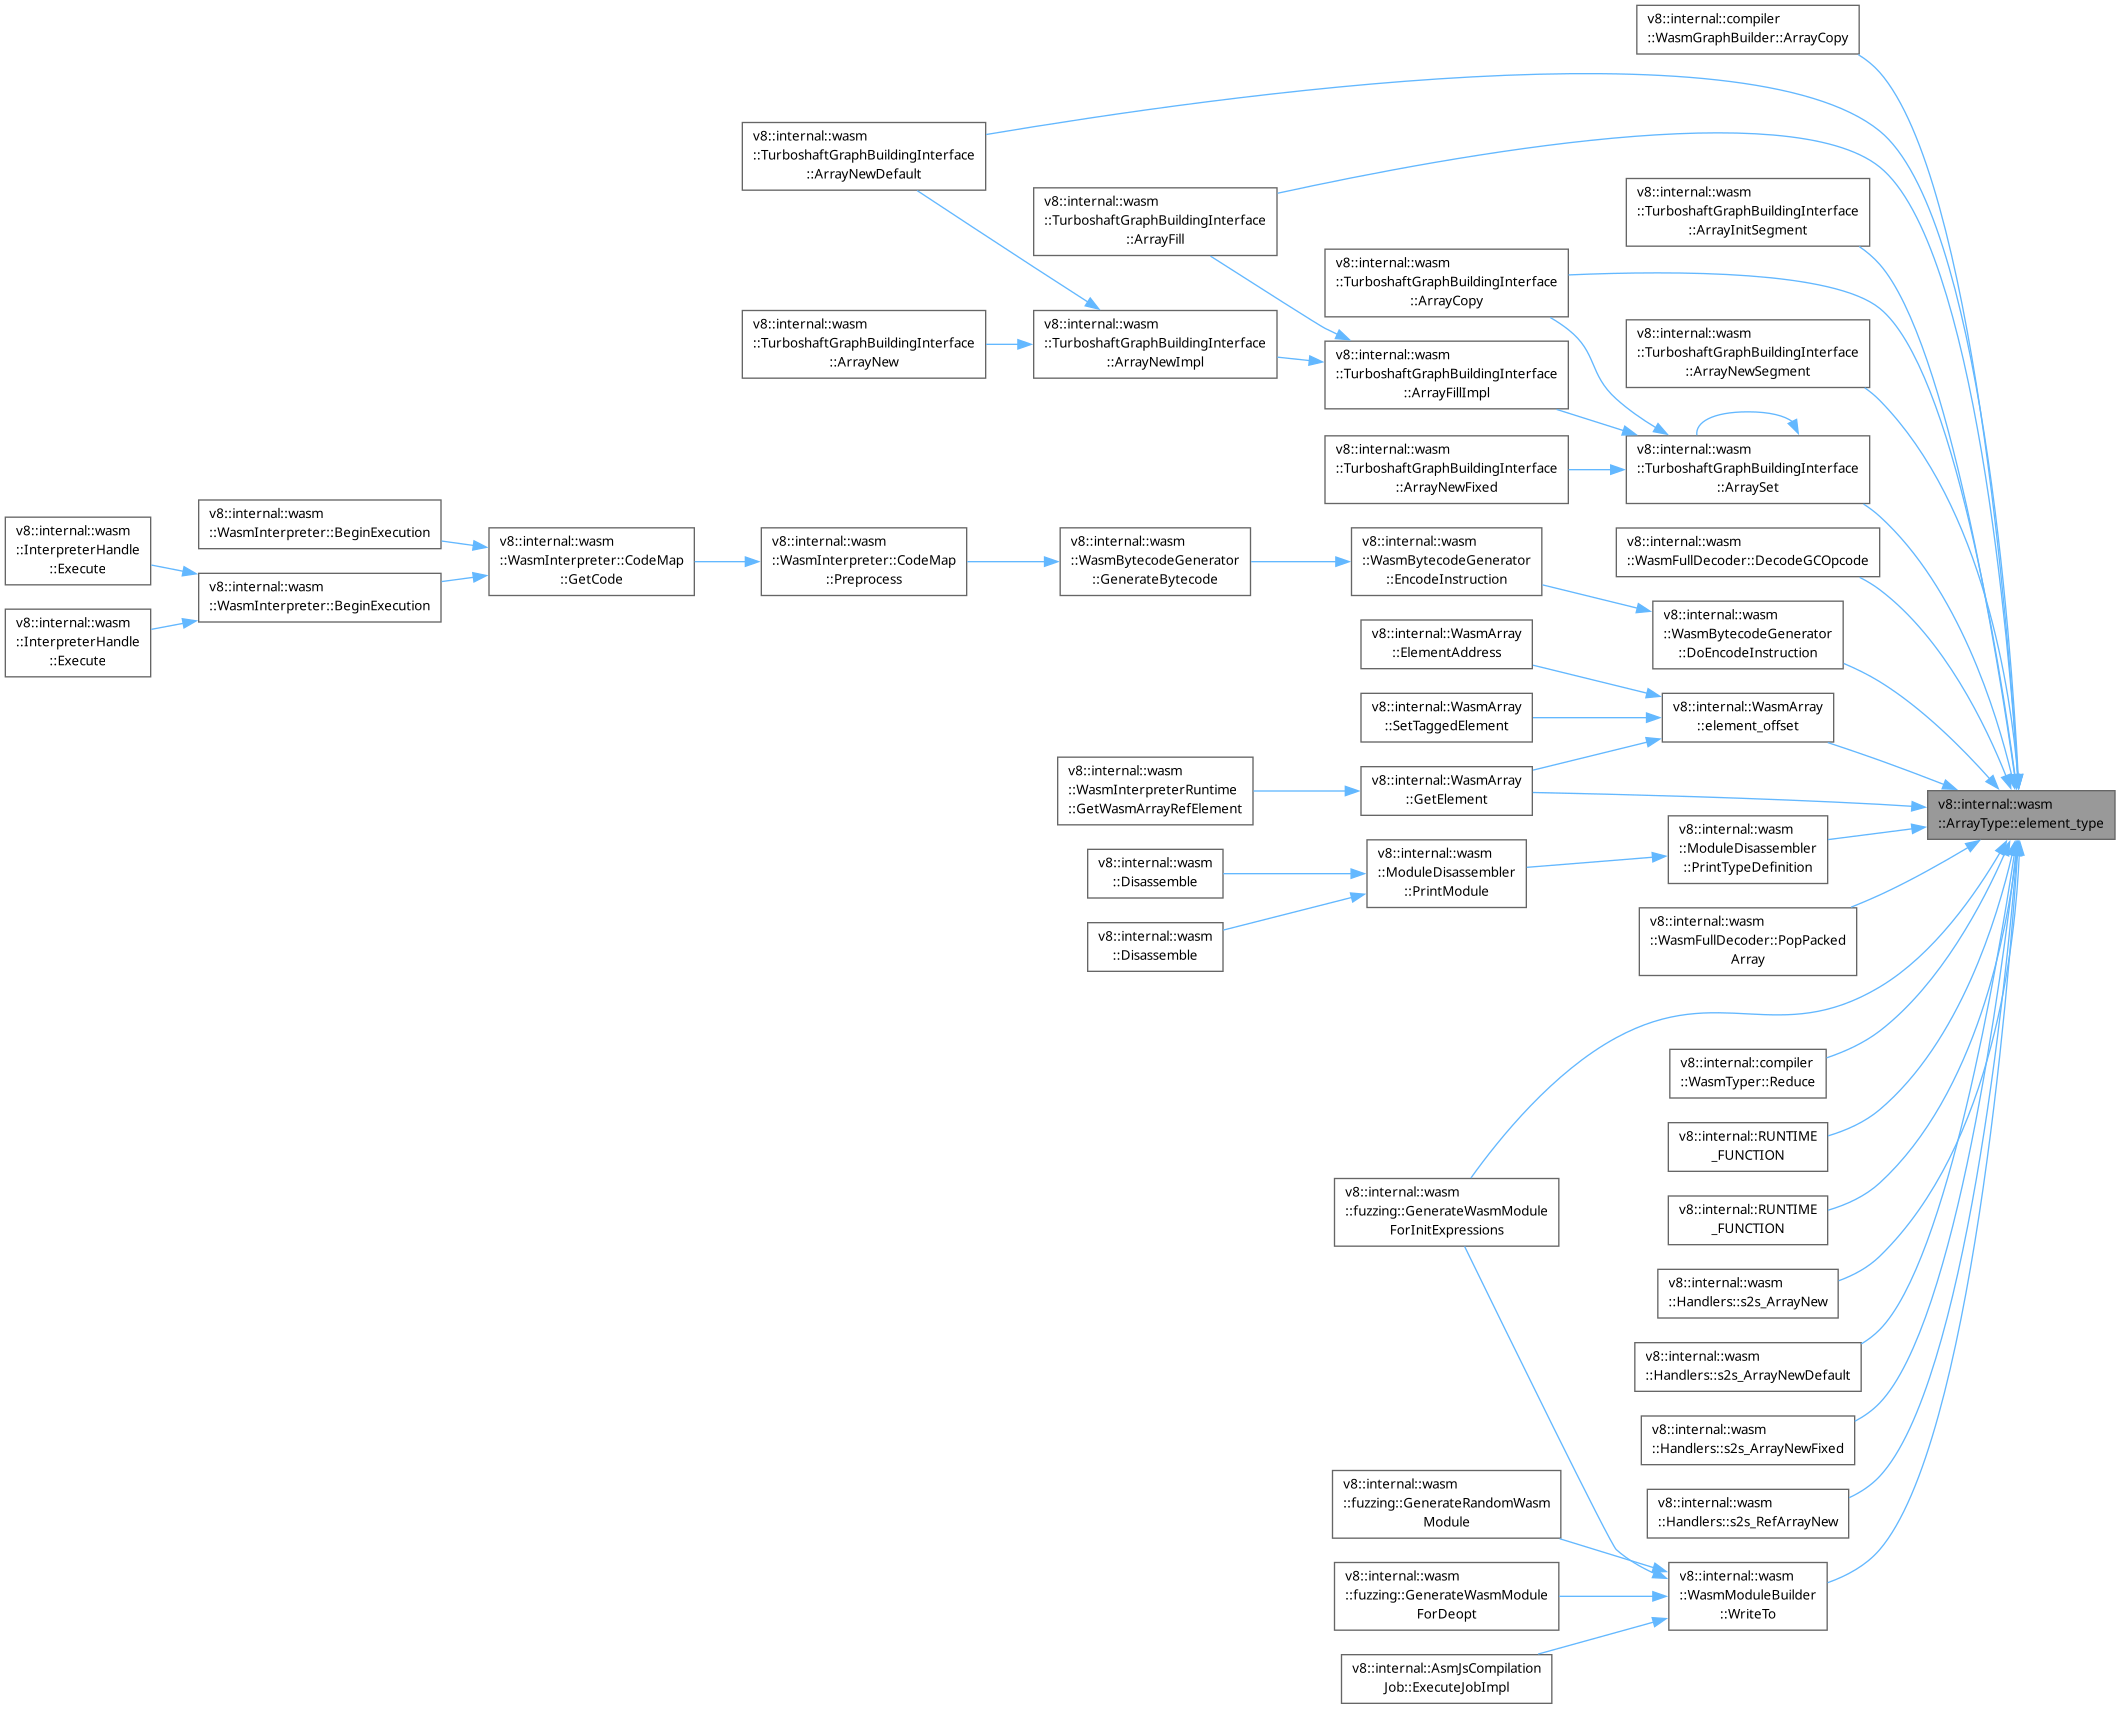 v8::internal::compiler
::WasmGraphBuilder::ArrayCopy
v8::internal::wasm
::TurboshaftGraphBuildingInterface
::ArrayNewDefault
v8::internal::wasm
::TurboshaftGraphBuildingInterface
::ArrayFill
v8::internal::wasm
::TurboshaftGraphBuildingInterface
::ArrayInitSegment
v8::internal::wasm
::TurboshaftGraphBuildingInterface
::ArrayCopy
v8::internal::wasm
::TurboshaftGraphBuildingInterface
::ArrayNew
v8::internal::wasm
::TurboshaftGraphBuildingInterface
::ArrayNewImpl
v8::internal::wasm
::TurboshaftGraphBuildingInterface
::ArrayFillImpl
v8::internal::wasm
::TurboshaftGraphBuildingInterface
::ArrayNewSegment
v8::internal::wasm
::TurboshaftGraphBuildingInterface
::ArrayNewFixed
v8::internal::wasm
::TurboshaftGraphBuildingInterface
::ArraySet
v8::internal::wasm
::InterpreterHandle
::Execute
v8::internal::wasm
::WasmInterpreter::BeginExecution
v8::internal::wasm
::WasmInterpreter::CodeMap
::GetCode
v8::internal::wasm
::WasmInterpreter::CodeMap
::Preprocess
v8::internal::wasm
::WasmBytecodeGenerator
::GenerateBytecode
v8::internal::wasm
::WasmBytecodeGenerator
::EncodeInstruction
v8::internal::wasm
::WasmFullDecoder::DecodeGCOpcode
v8::internal::wasm
::InterpreterHandle
::Execute
v8::internal::wasm
::WasmInterpreter::BeginExecution
v8::internal::wasm
::WasmBytecodeGenerator
::DoEncodeInstruction
v8::internal::WasmArray
::ElementAddress
v8::internal::WasmArray
::SetTaggedElement
v8::internal::WasmArray
::element_offset
v8::internal::wasm
::WasmInterpreterRuntime
::GetWasmArrayRefElement
v8::internal::WasmArray
::GetElement
v8::internal::wasm
::ArrayType::element_type
v8::internal::wasm
::ModuleDisassembler
::PrintTypeDefinition
v8::internal::wasm
::Disassemble
v8::internal::wasm
::ModuleDisassembler
::PrintModule
v8::internal::wasm
::Disassemble
v8::internal::wasm
::WasmFullDecoder::PopPacked
Array
v8::internal::compiler
::WasmTyper::Reduce
v8::internal::RUNTIME
_FUNCTION
v8::internal::wasm
::fuzzing::GenerateWasmModule
ForInitExpressions
v8::internal::RUNTIME
_FUNCTION
v8::internal::wasm
::Handlers::s2s_ArrayNew
v8::internal::wasm
::Handlers::s2s_ArrayNewDefault
v8::internal::wasm
::Handlers::s2s_ArrayNewFixed
v8::internal::wasm
::fuzzing::GenerateRandomWasm
Module
v8::internal::wasm
::Handlers::s2s_RefArrayNew
v8::internal::wasm
::fuzzing::GenerateWasmModule
ForDeopt
v8::internal::wasm
::WasmModuleBuilder
::WriteTo
v8::internal::AsmJsCompilation
Job::ExecuteJobImpl